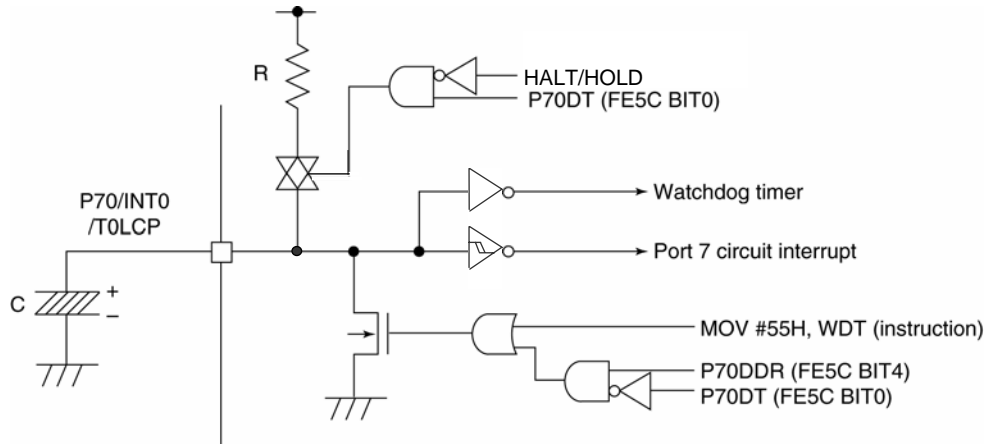 R
HALT/HOLD
P70DT (FE5C BIT0)
P70/INT0
/T0LCP
Watchdog timer
Port 7 circuit interrupt
C
+
−
MOV #55H, WDT (instruction)
P70DDR (FE5C BIT4)
P70DT (FE5C BIT0)